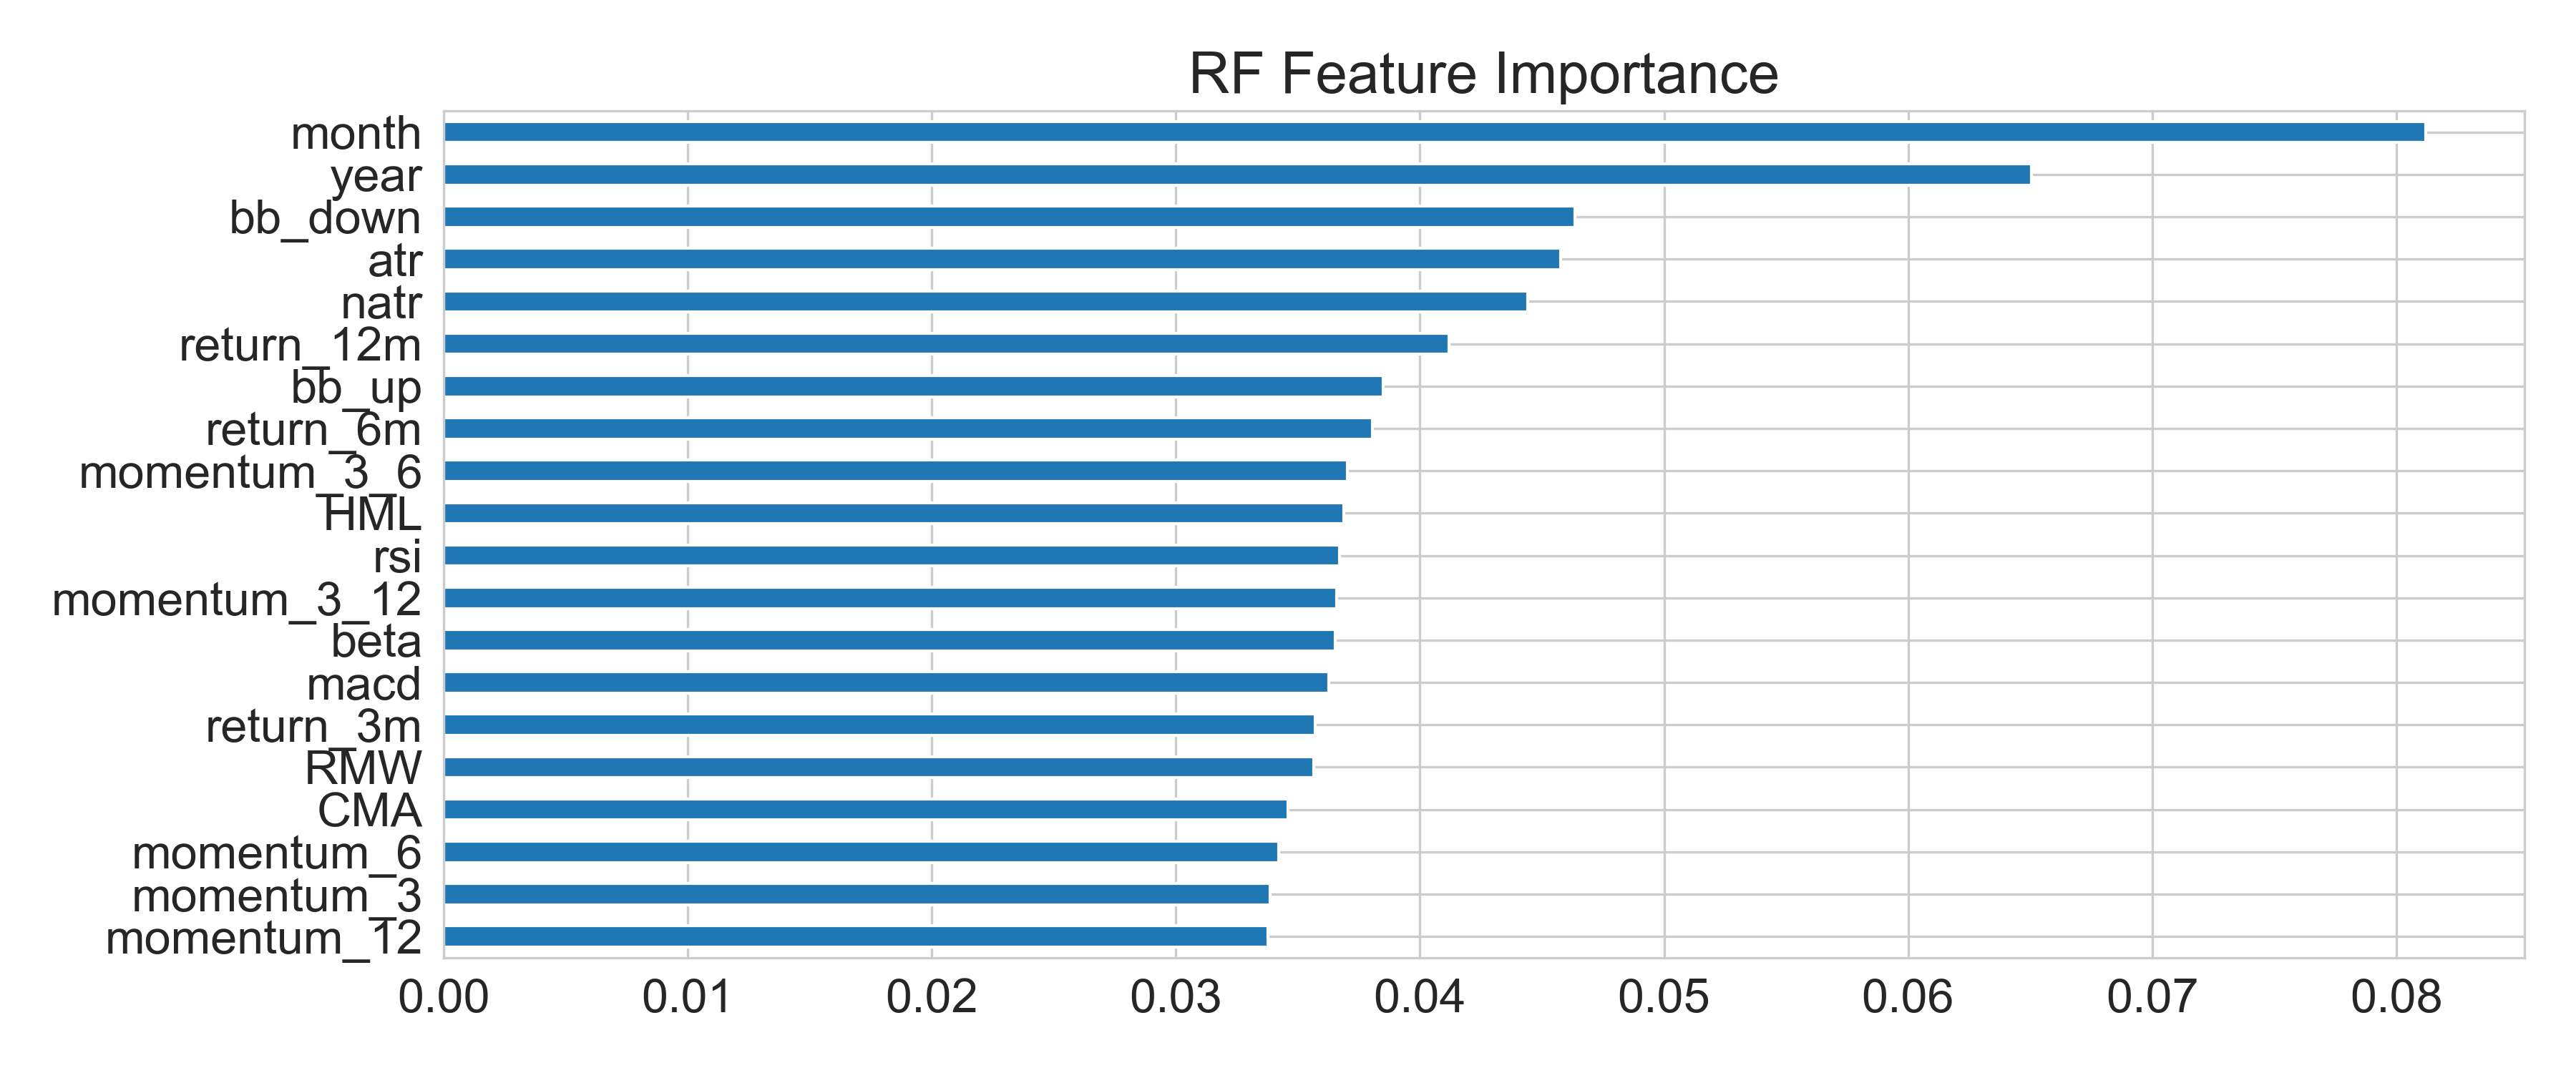 RF Feature Importance
month
year
bb_down
atr
natr
return_12m
bb_up
return_6m
momentum_3_6
HML
rsi
momentum_3_12
beta
macd
return_3m
RMW
CMA
momentum_6
momentum_3
momentum_12
0.00 0.01 0.02 0.03 0.04 0.05 0.06 0.07 0.08